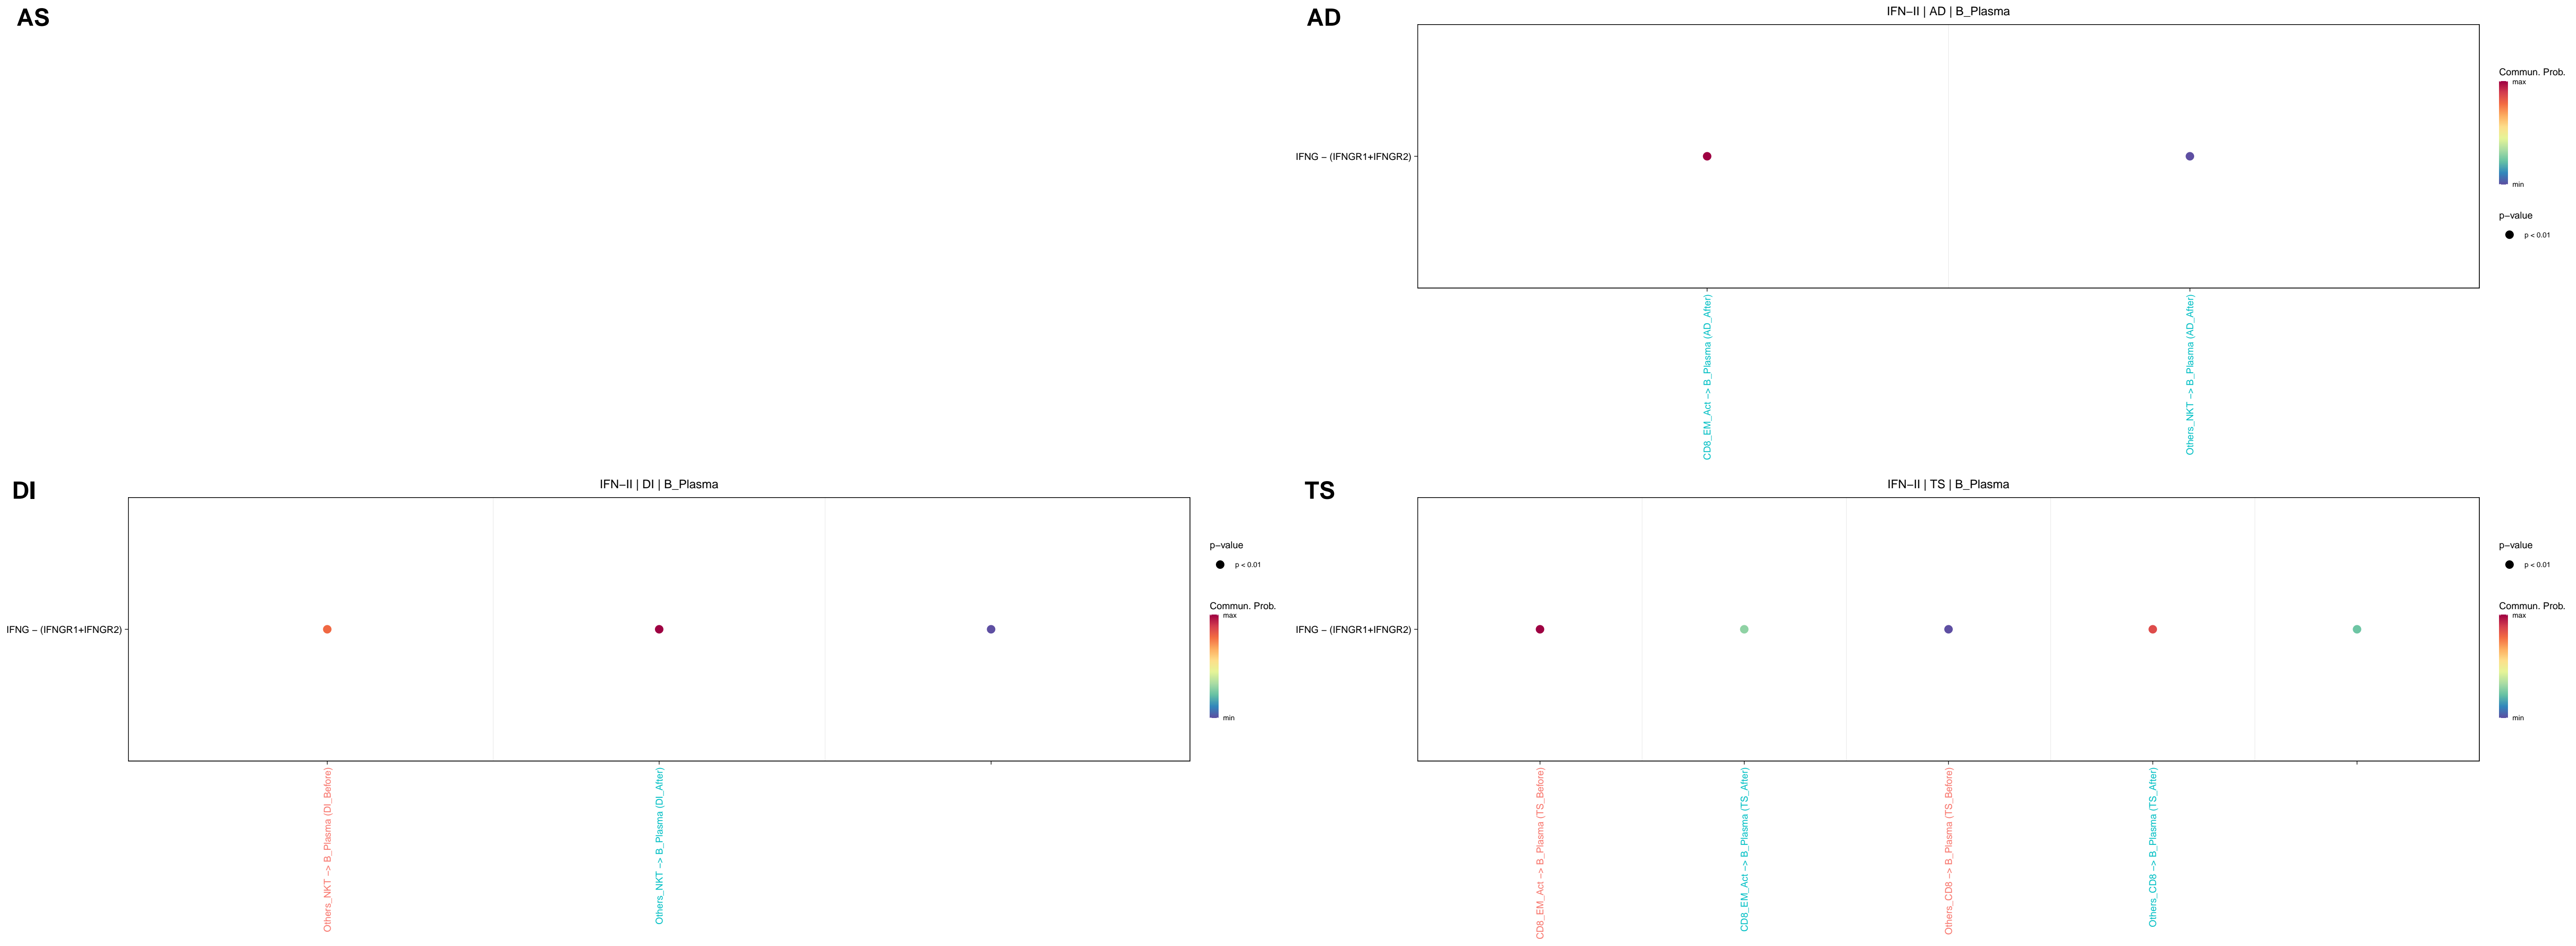 AS
AD
IFN−II | AD | B_Plasma
IFNG − (IFNGR1+IFNGR2)
CD8_EM_Act −> B_Plasma (AD_After)
Others_NKT −> B_Plasma (AD_After)
Commun. Prob.
max
min
p−value
p < 0.01
DI
IFN−II | DI | B_Plasma
IFNG − (IFNGR1+IFNGR2)
Others_NKT −> B_Plasma (DI_Before)
Others_NKT −> B_Plasma (DI_After)
p−value
p < 0.01
Commun. Prob.
max
min
TS
IFN−II | TS | B_Plasma
IFNG − (IFNGR1+IFNGR2)
CD8_EM_Act −> B_Plasma (TS_Before)
CD8_EM_Act −> B_Plasma (TS_After)
Others_CD8 −> B_Plasma (TS_Before)
Others_CD8 −> B_Plasma (TS_After)
p−value
p < 0.01
Commun. Prob.
max
min